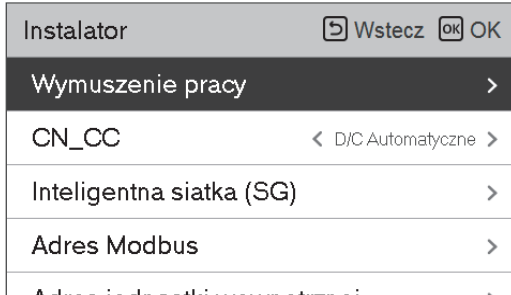 Instalator Wstecz OK OK
Wymuszenie pracy
CN_CC D/C Automatyczne
Inteligentna siatka (SG)
Adres Modbus